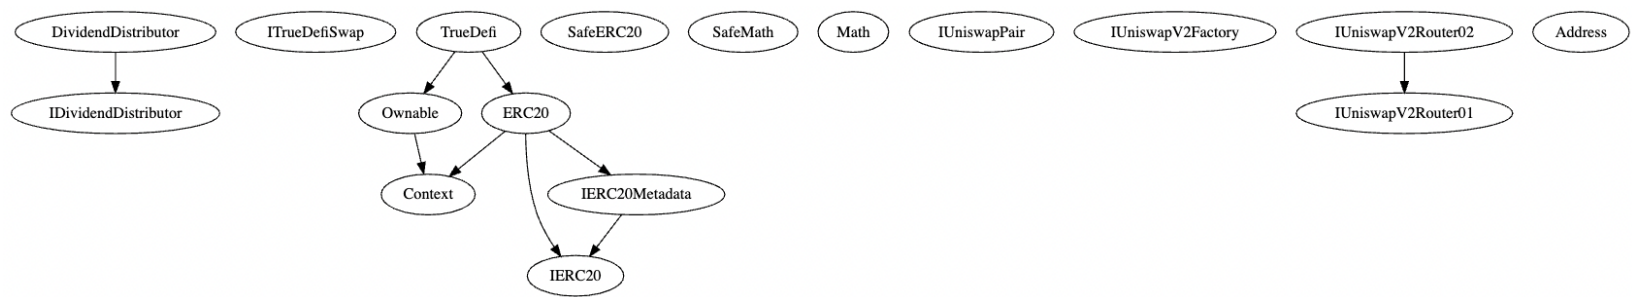 DividendDistributor
ITrueDefiSwap
TrueDefi
SafeERC20
SafeMath
Math
IUniswapPair
IUniswapV2Factory
IUniswapV2Router02
Address
IDividendDistributor
Ownable
ERC20
IUniswapV2Router01
Context
IERC20Metadata
IERC20